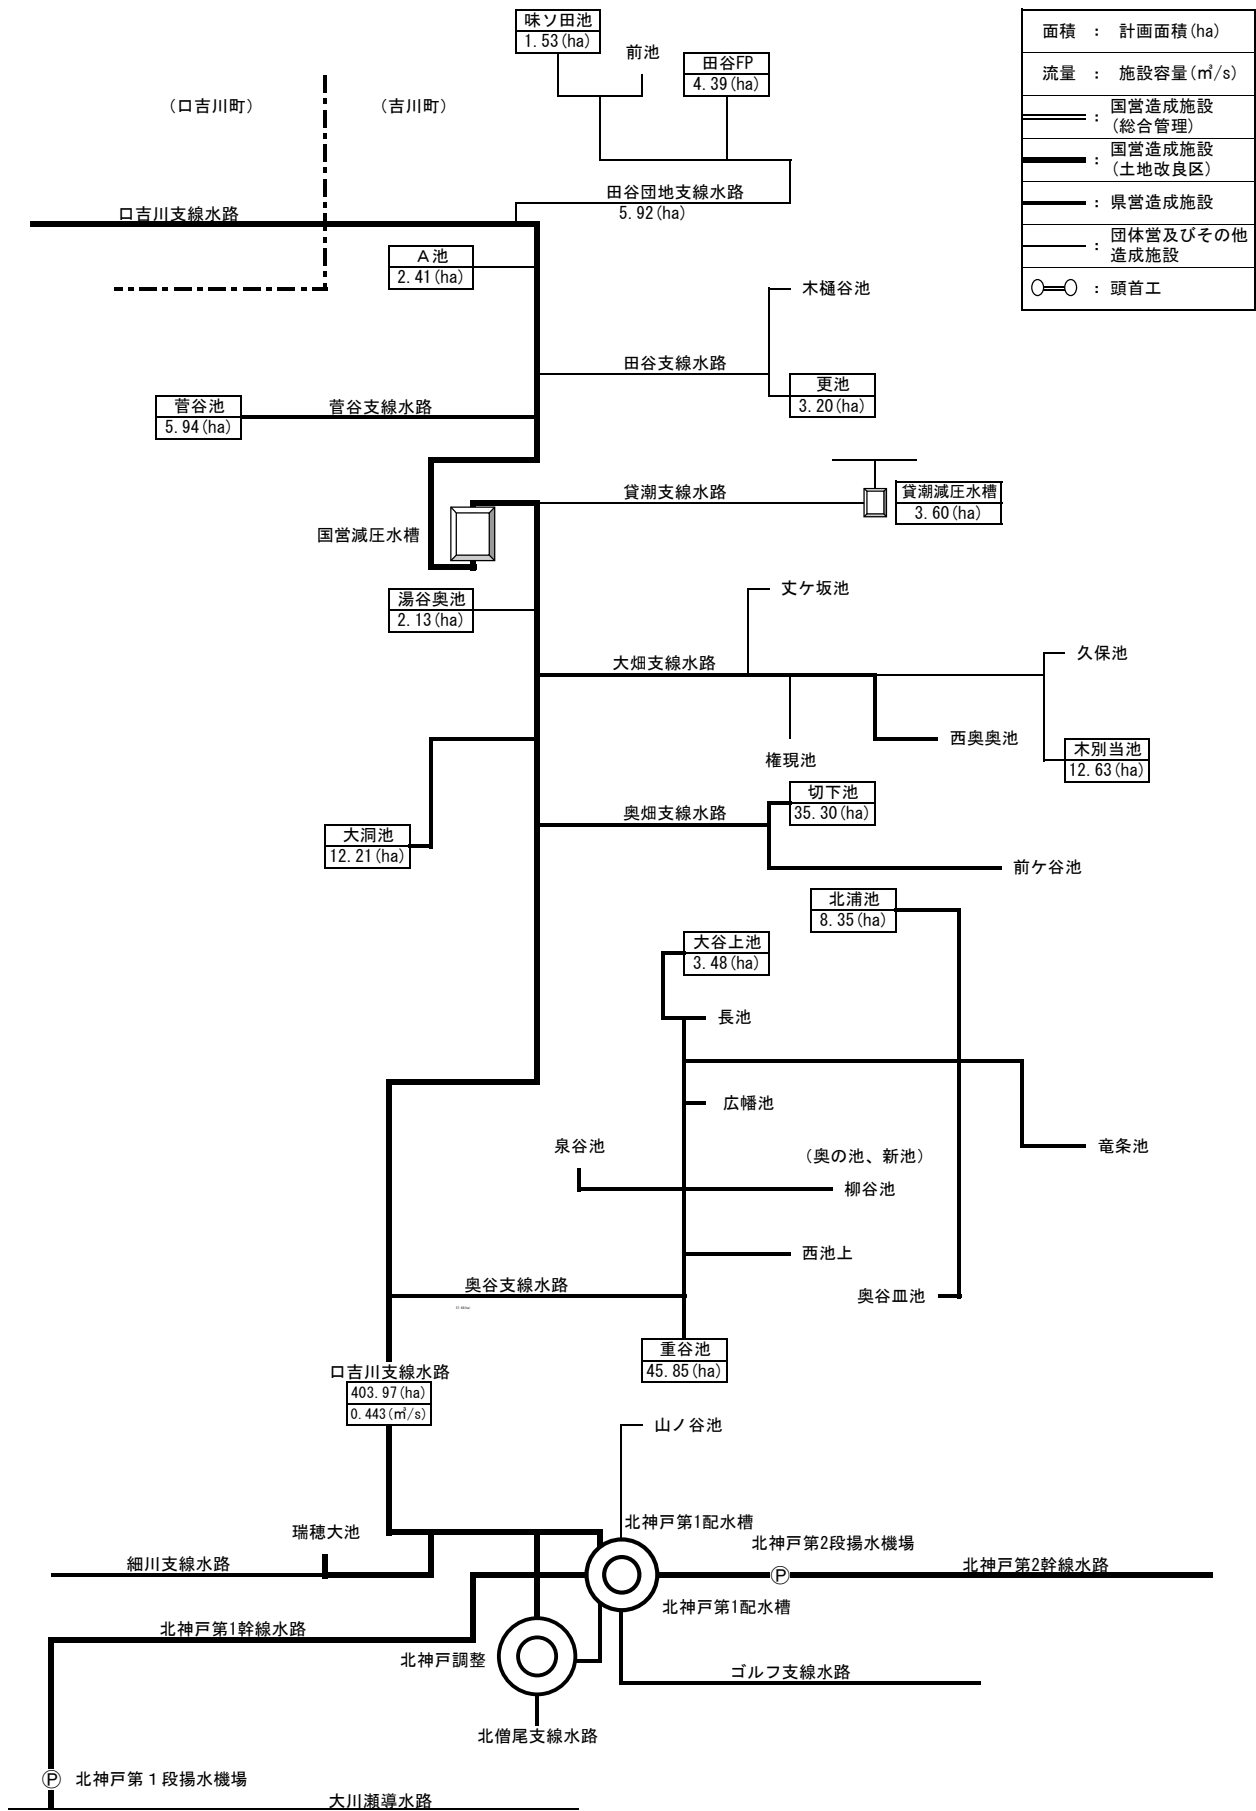 味ソ田池
1.53(ha)
前池
田谷FP
4.39(ha)
(口吉川町)
(吉川町)
田谷団地支線水路
5.92(ha)
口吉川支線水路
A池
2.41(ha)
木樋谷池
田谷支線水路
更池
3.20(ha)
菅谷池
5.94(ha)
菅谷支線水路
貸潮支線水路
貸潮減圧水槽
3.60(ha)
国営減圧水槽
湯谷奥池
2.13(ha)
丈ケ坂池
大畑支線水路
久保池
西奥奥池
権現池
木別当池
12.63(ha)
切下池
35.30(ha)
奥畑支線水路
大洞池
12.21(ha)
前ケ谷池
北浦池
8.35(ha)
大谷上池
3.48(ha)
長池
広幡池
泉谷池
(奥の池、新池)
竜条池
柳谷池
西池上
奥谷支線水路
奥谷皿池
重谷池
45.85(ha)
口吉川支線水路
403.97(ha)
0.443(㎥/s)
山ノ谷池
瑞穂大池
北神戸第1配水槽
北神戸第2段揚水機場
細川支線水路
P
北神戸第2幹線水路
北神戸第1配水槽
北神戸第1幹線水路
北神戸調整
ゴルフ支線水路
北僧尾支線水路
P 北神戸第1段揚水機場
大川瀬導水路
面積 : 計画面積(ha)
流量 : 施設容量(㎥/s)
: 国営造成施設
(総合管理)
: 国営造成施設
(土地改良区)
: 県営造成施設
: 団体営及びその他
造成施設
: 頭首工